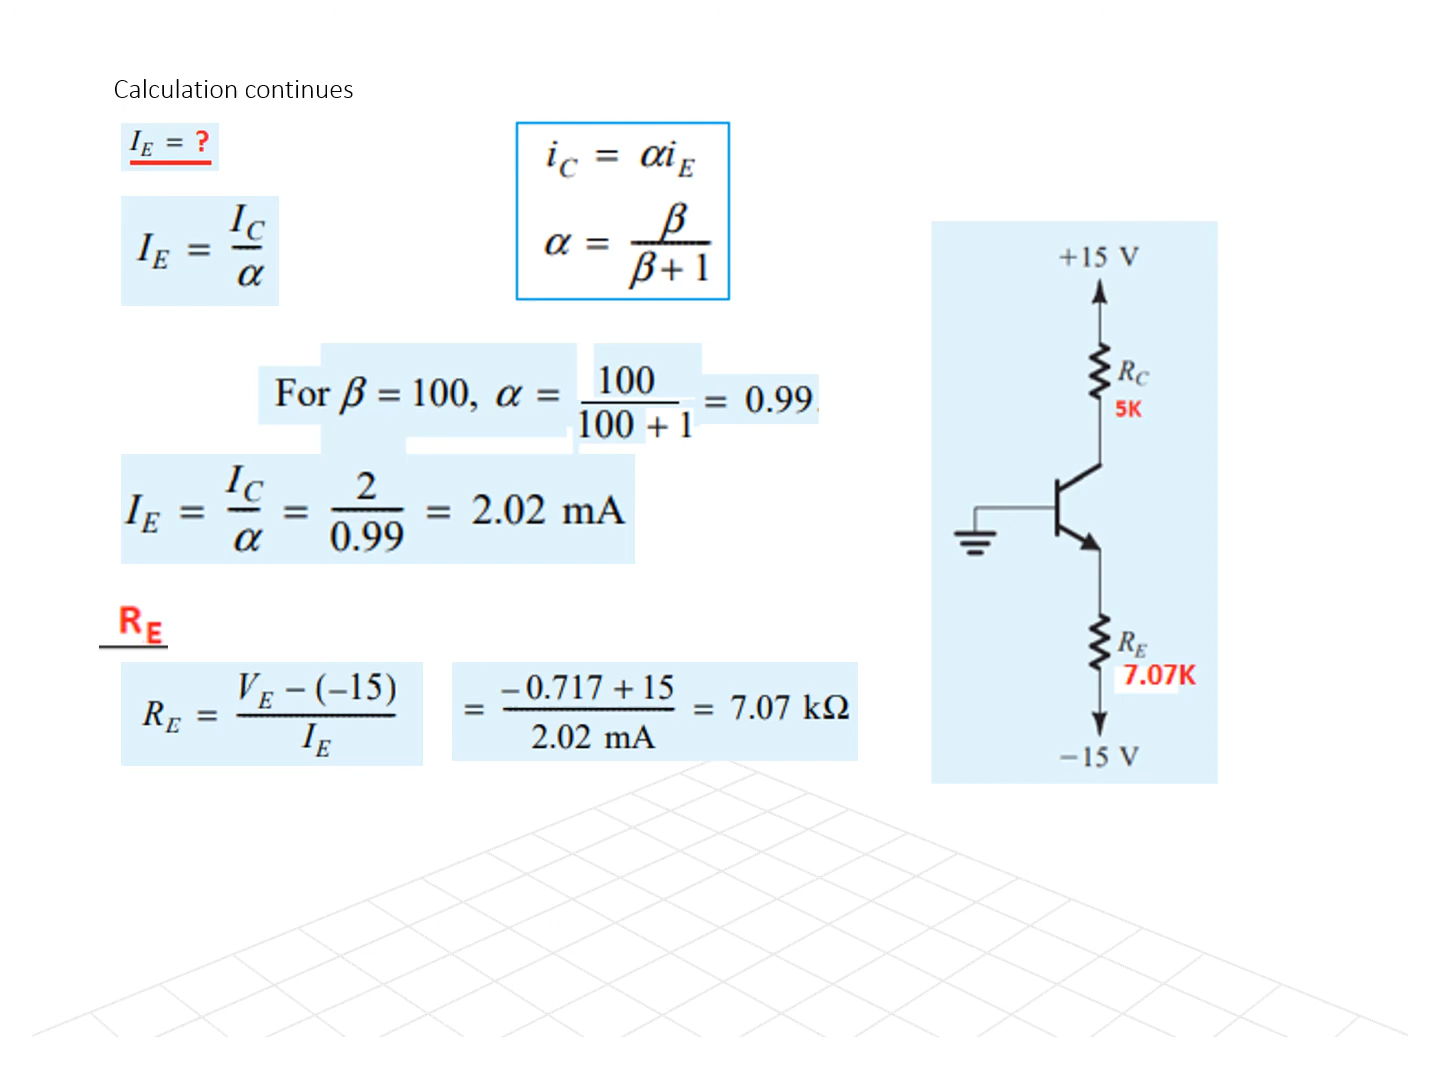 Calculation continues
I_E = ?
I_E = I_C / α
i_C = αi_E
α = β / β + 1
For β = 100, α = 100 / 100 + 1 = 0.99.
I_E = I_C / α = 2 / 0.99 = 2.02 mA
R_E
R_E = V_E − (−15) / I_E = −0.717 + 15 / 2.02 mA = 7.07 kΩ
+15 V
R_C
5K
R_E
7.07K
−15 V